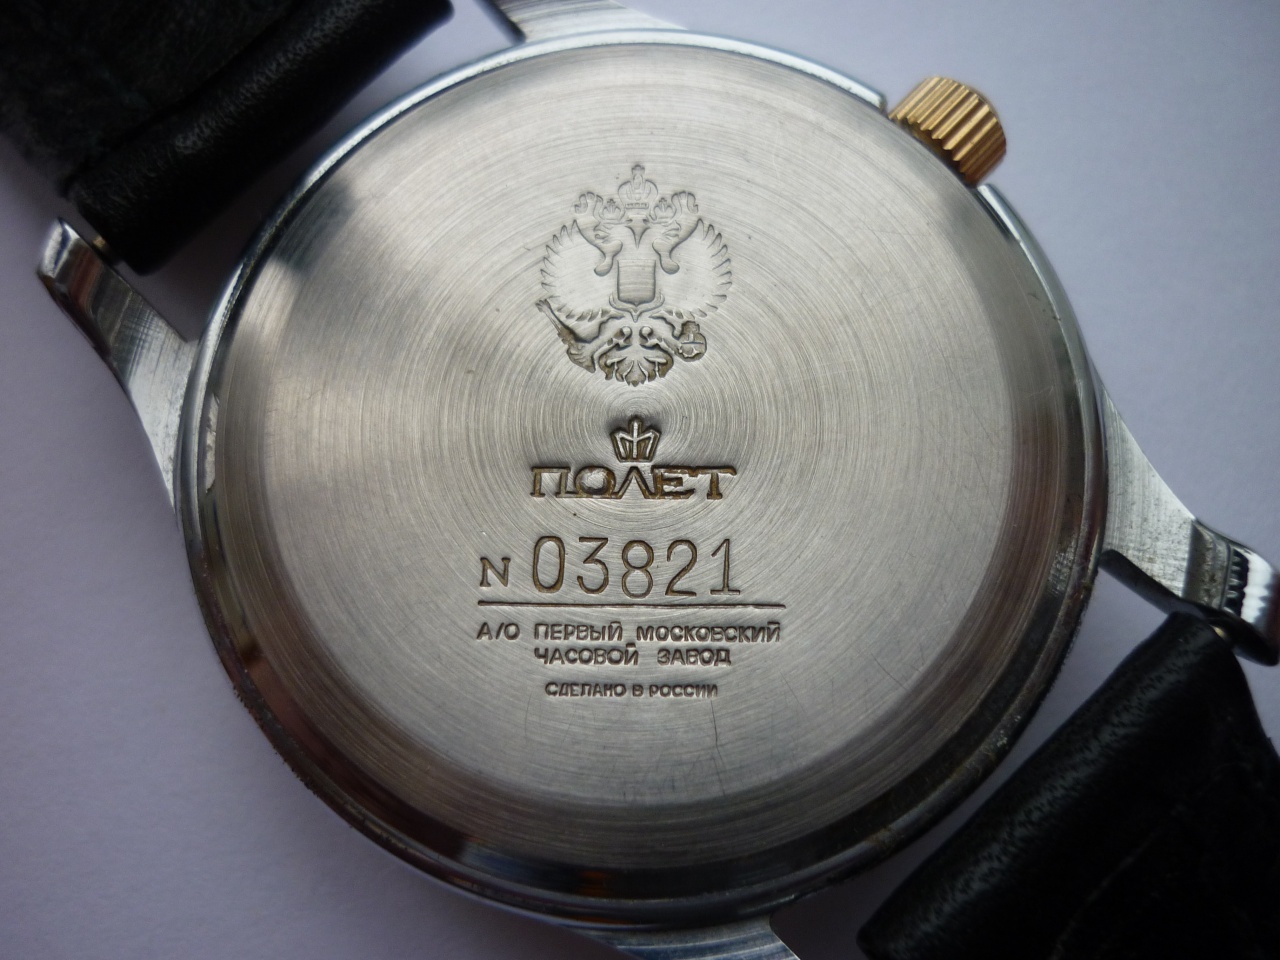 ПОЛЕТ
N 03821
А/О ПЕРВЫЙ МОСКОВСКИЙ
ЧАСОВОЙ ЗАВОД
СДЕЛАНО В РОССИИ